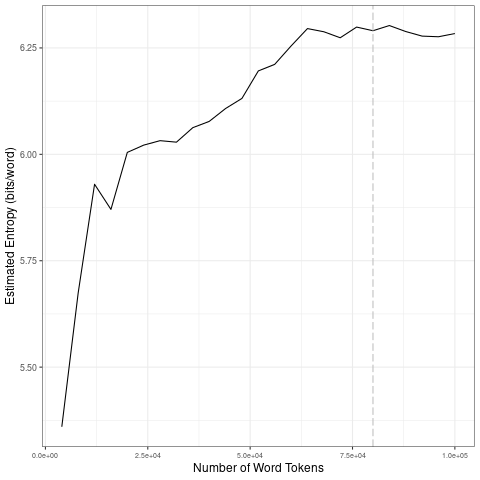 Estimated Entropy (bits/word)
6.25
6.00
5.75
5.50
0.0e+00 2.5e+04 5.0e+04 7.5e+04 1.0e+05
Number of Word Tokens